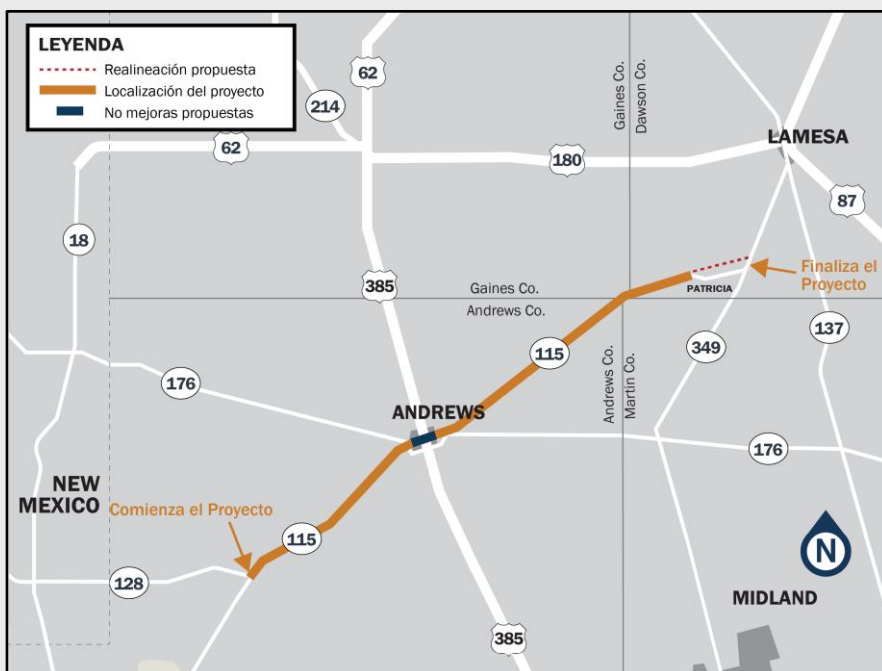 LEYENDA
Realineación propuesta
Localización del proyecto
No mejoras propuestas
62
214
62
180
Gaines Co.
Dawson Co.
LAMESA
87
18
385
Gaines Co.
Andrews Co.
PATRICIA
Finaliza el
Proyecto
115
349
137
176
Andrews Co.
Martin Co.
ANDREWS
176
NEW
MEXICO
Comienza el Proyecto
115
128
N
MIDLAND
385